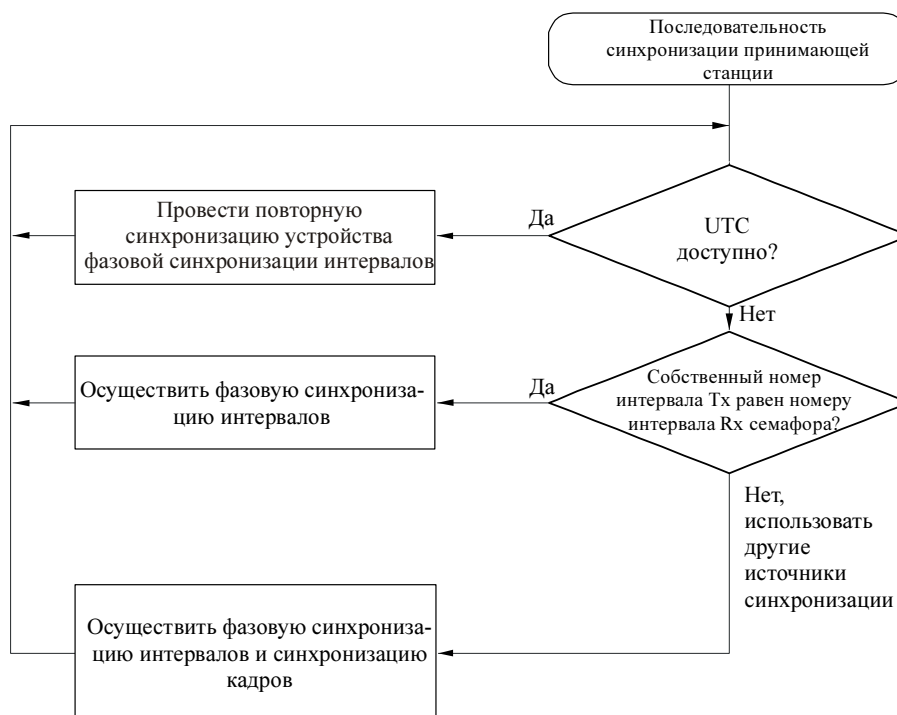 Последовательность
синхронизации принимающей
станции
Провести повторную
синхронизацию устройства
фазовой синхронизации интервалов
Да
UTC
доступно?
Нет
Осуществить фазовую синхрониза-
цию интервалов
Да
Собственный номер
интервала Tx равен номеру
интервала Rx семафора?
Нет,
использовать
другие
источники
синхронизации
Осуществить фазовую синхрониза-
цию интервалов и синхронизацию
кадров